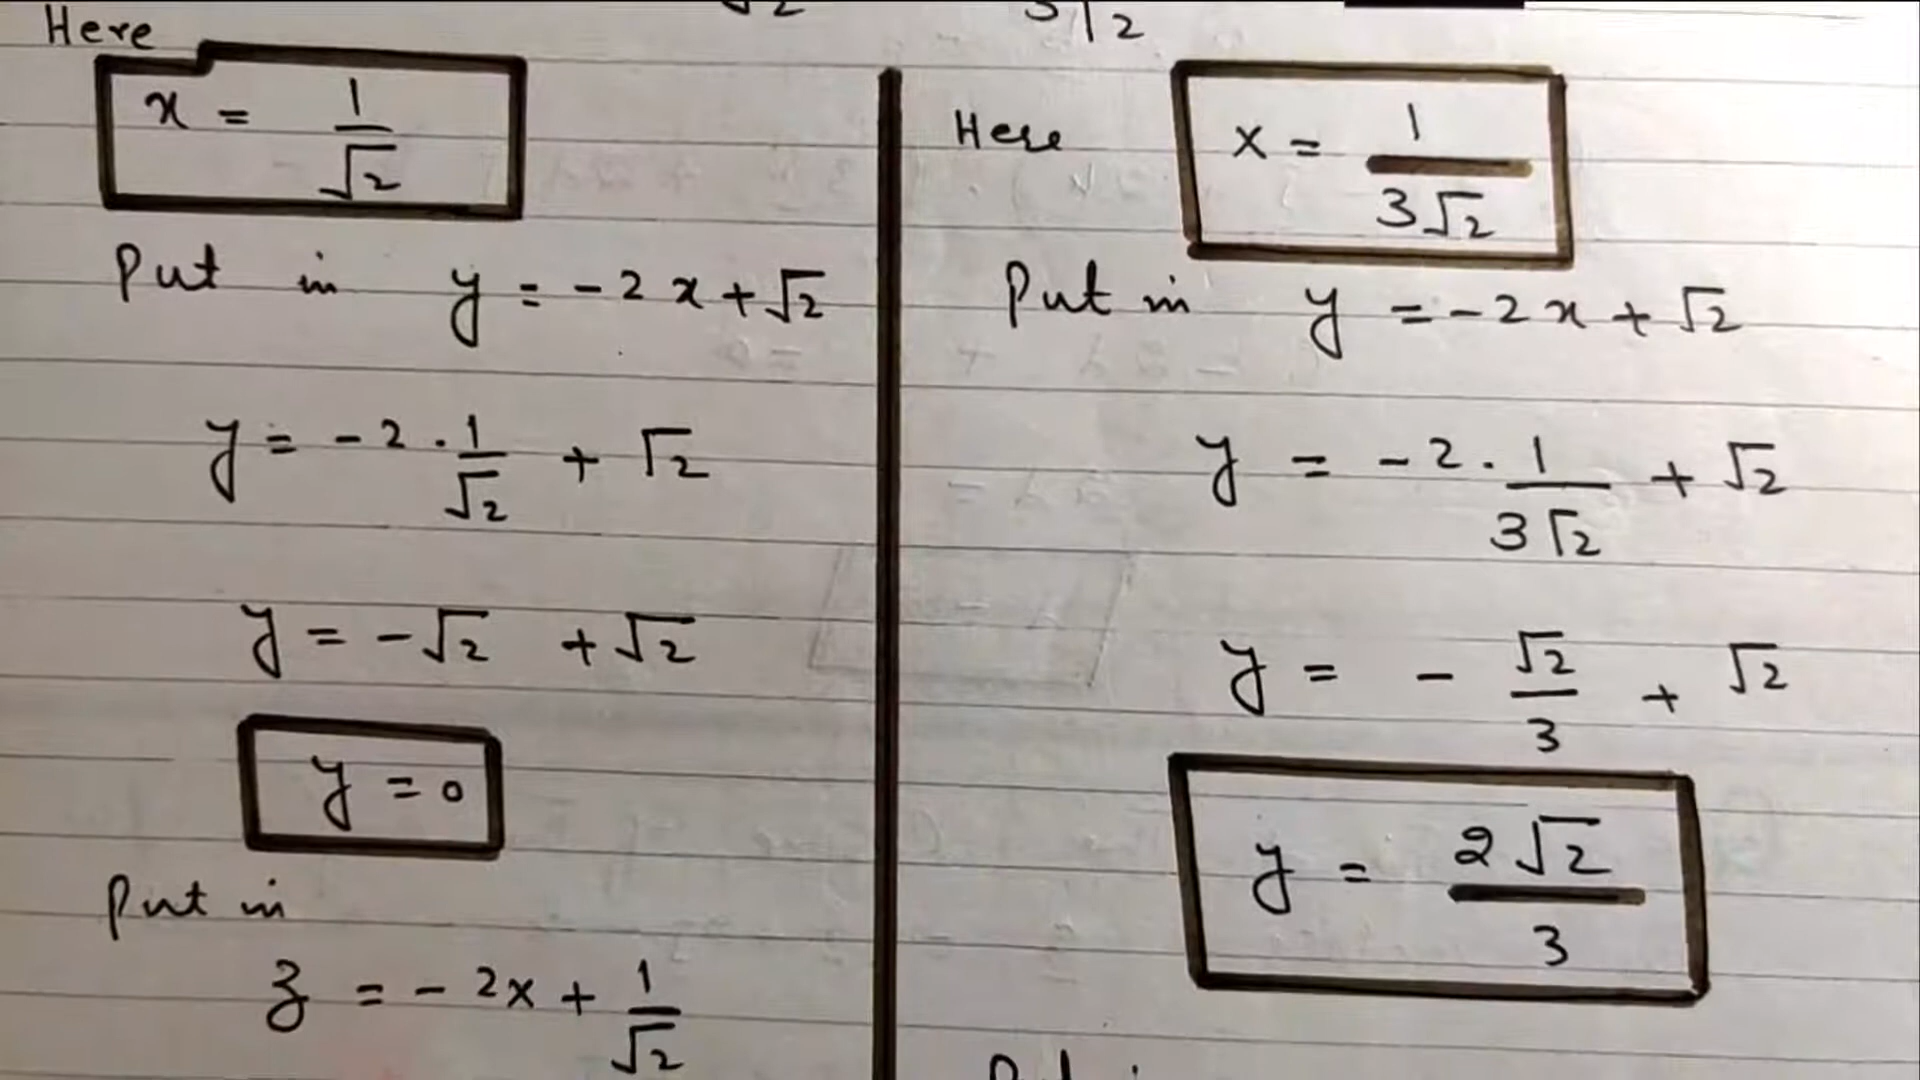 Here
x = 1/√2
Put in y = -2x + √2
y = -2 . 1/√2 + √2
y = -√2 + √2
y = 0
Put in
z = -2x + 1/√2
3√2
Here x = 1/3√2
Put in y = -2x + √2
y = -2 . 1/3√2 + √2
y = - √2/3 + √2
y = 2√2/3